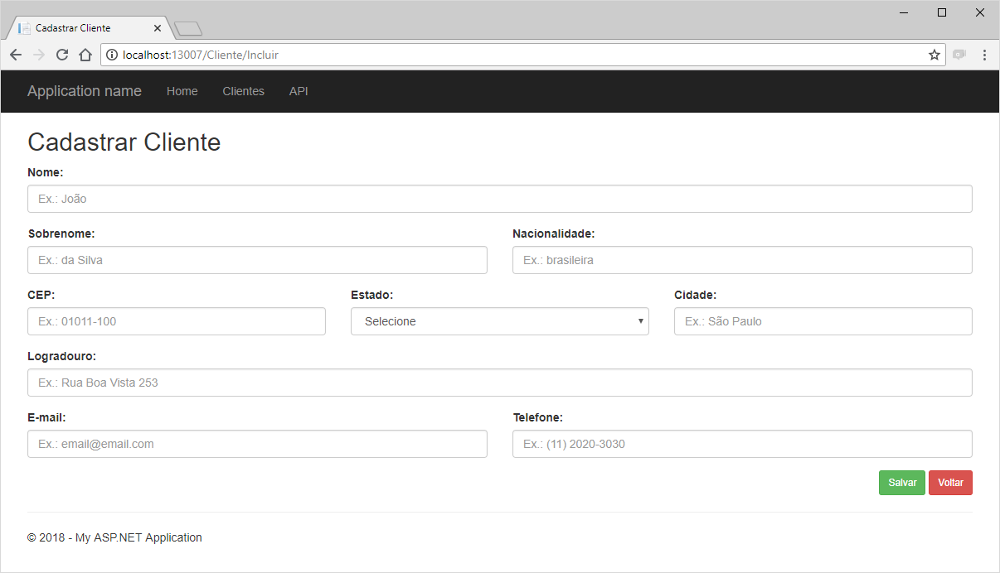 Cadastrar Cliente
localhost:13007/Cliente/Incluir
Application name Home Clientes API
Cadastrar Cliente
Nome:
Ex.: João
Sobrenome: Nacionalidade:
Ex.: da Silva Ex.: brasileira
CEP: Estado: Cidade:
Ex.: 01011-100 Selecione Ex.: São Paulo
Logradouro:
Ex.: Rua Boa Vista 253
E-mail: Telefone:
Ex.: email@email.com Ex.: (11) 2020-3030
Salvar Voltar
© 2018 - My ASP.NET Application